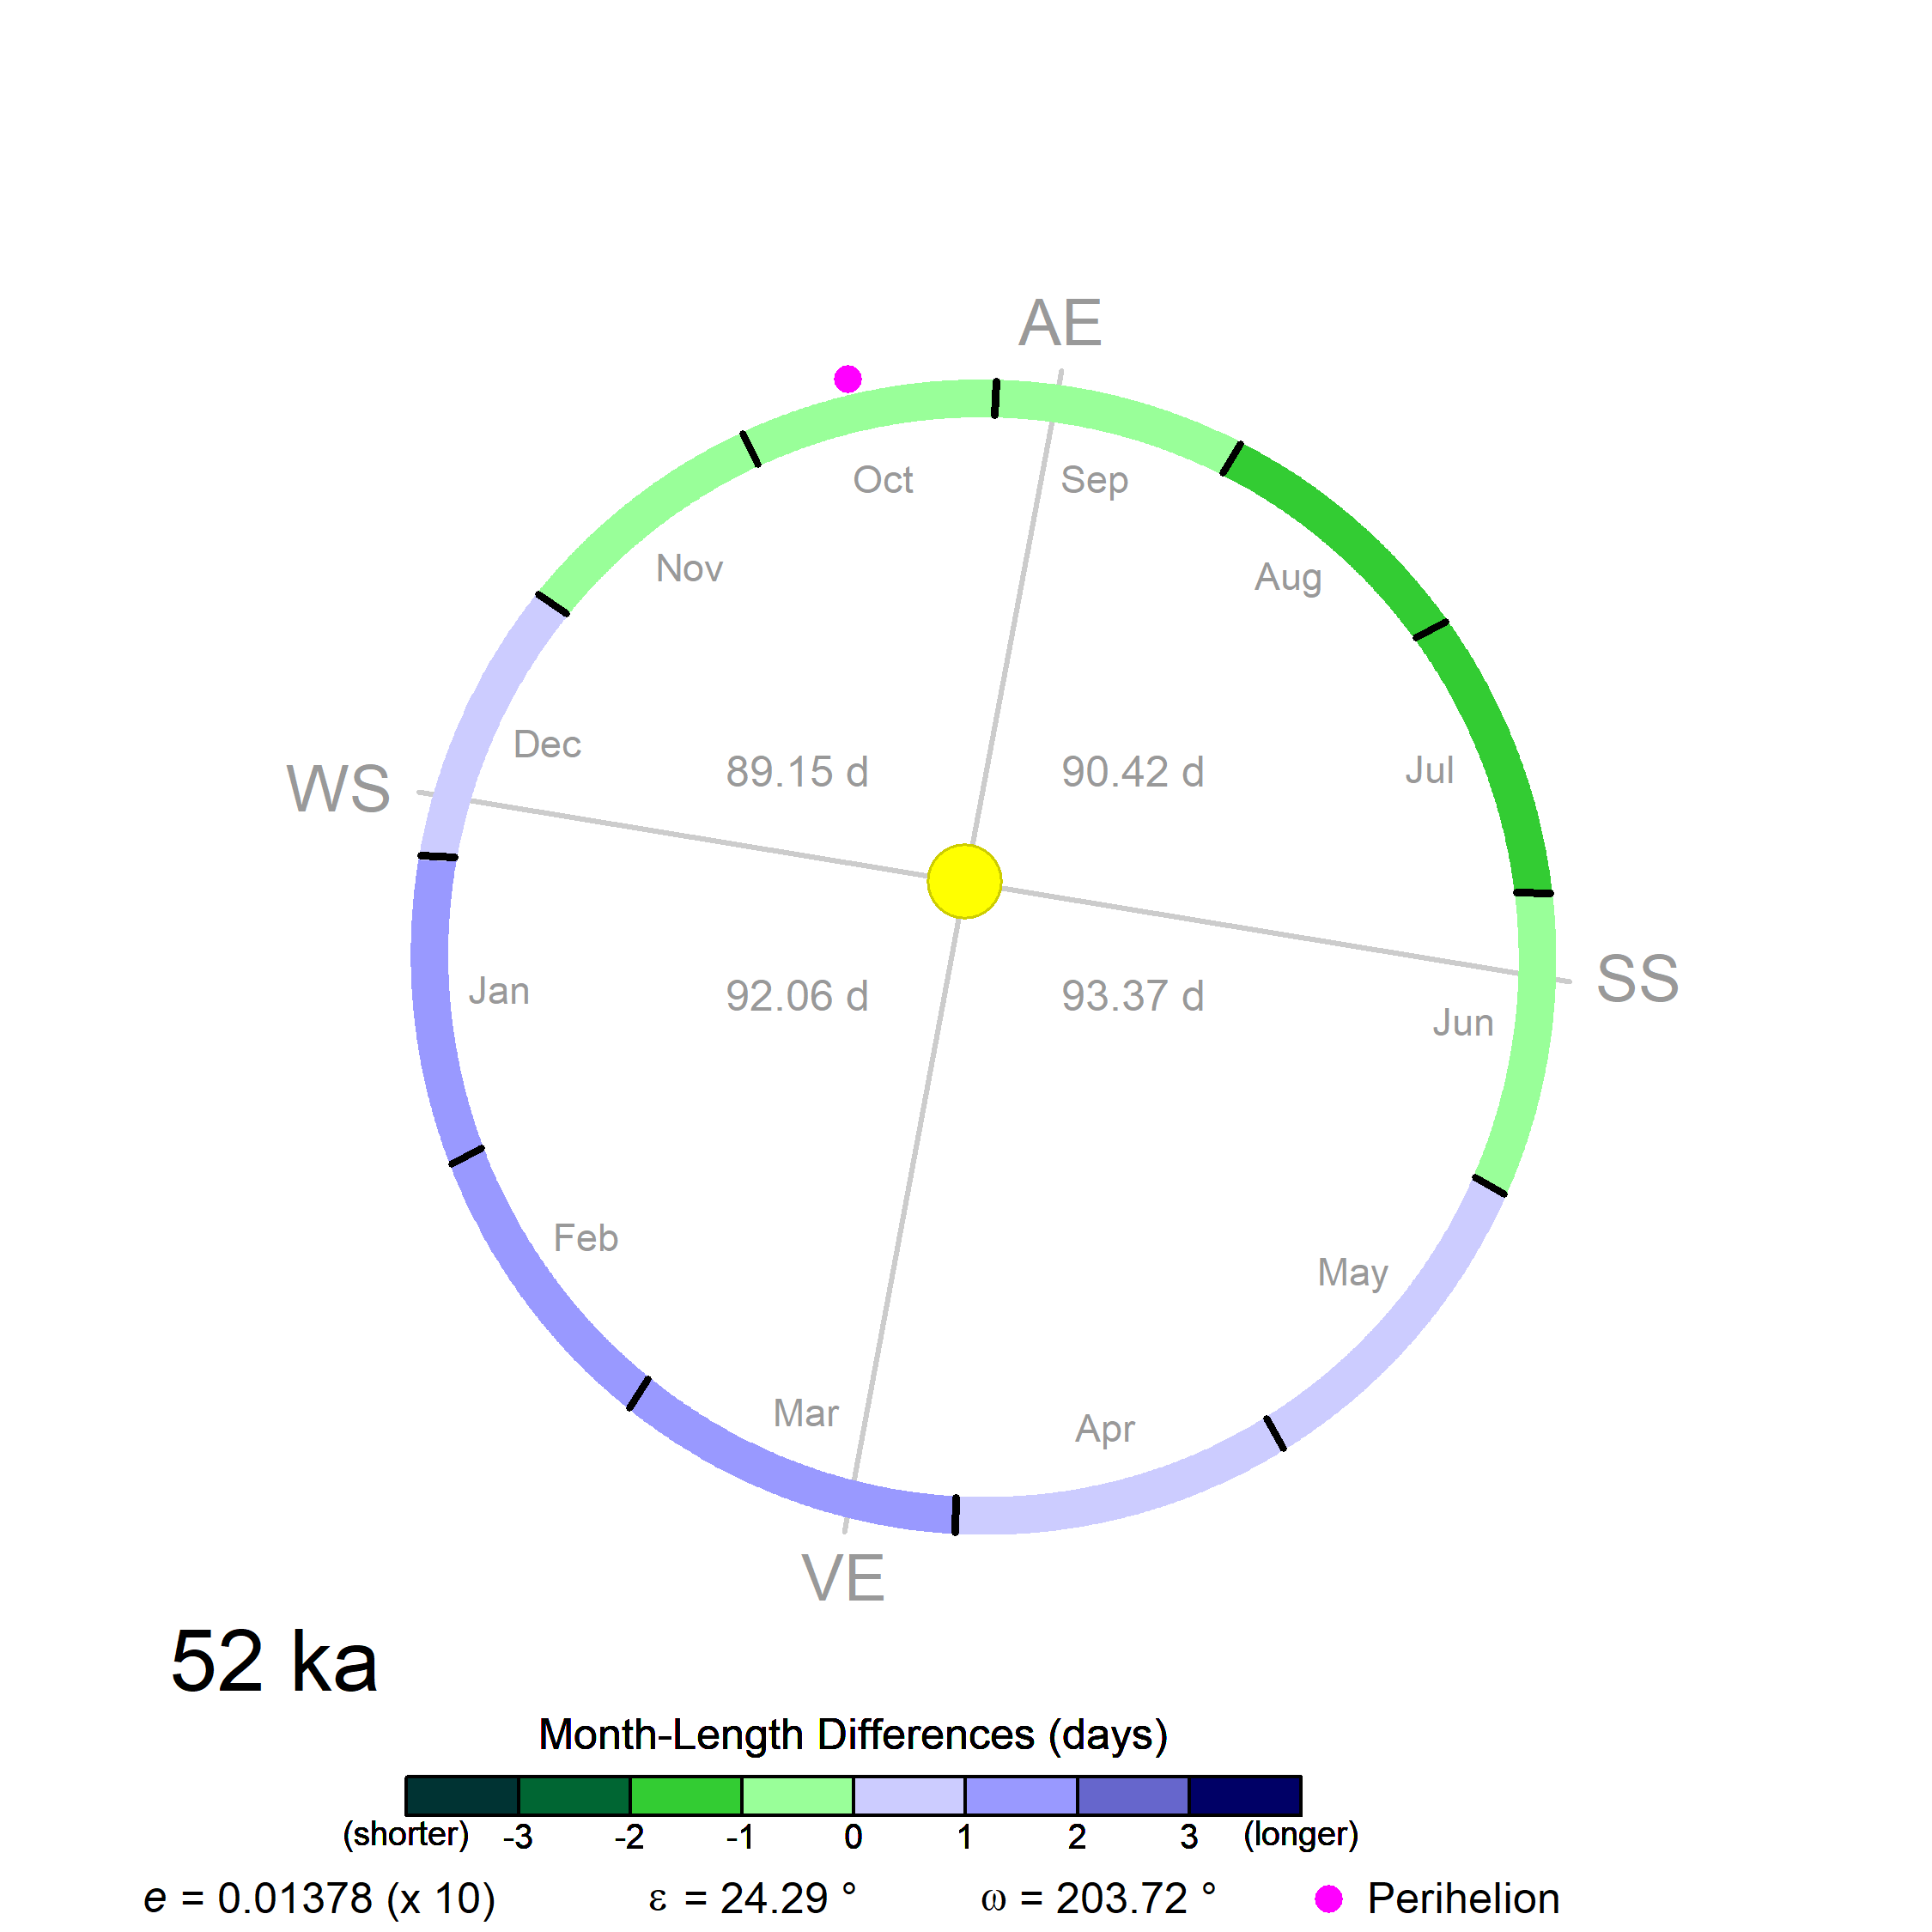 AE
Oct
Sep
Nov
Aug
Dec
89.15 d
90.42 d
Jul
WS
SS
Jan
92.06 d
93.37 d
Jun
Feb
May
Mar
Apr
VE
52 ka
Month-Length Differences (days)
(shorter) -3 -2 -1 0 1 2 3 (longer)
e = 0.01378 (x 10) ε = 24.29 ° ω = 203.72 ° Perihelion